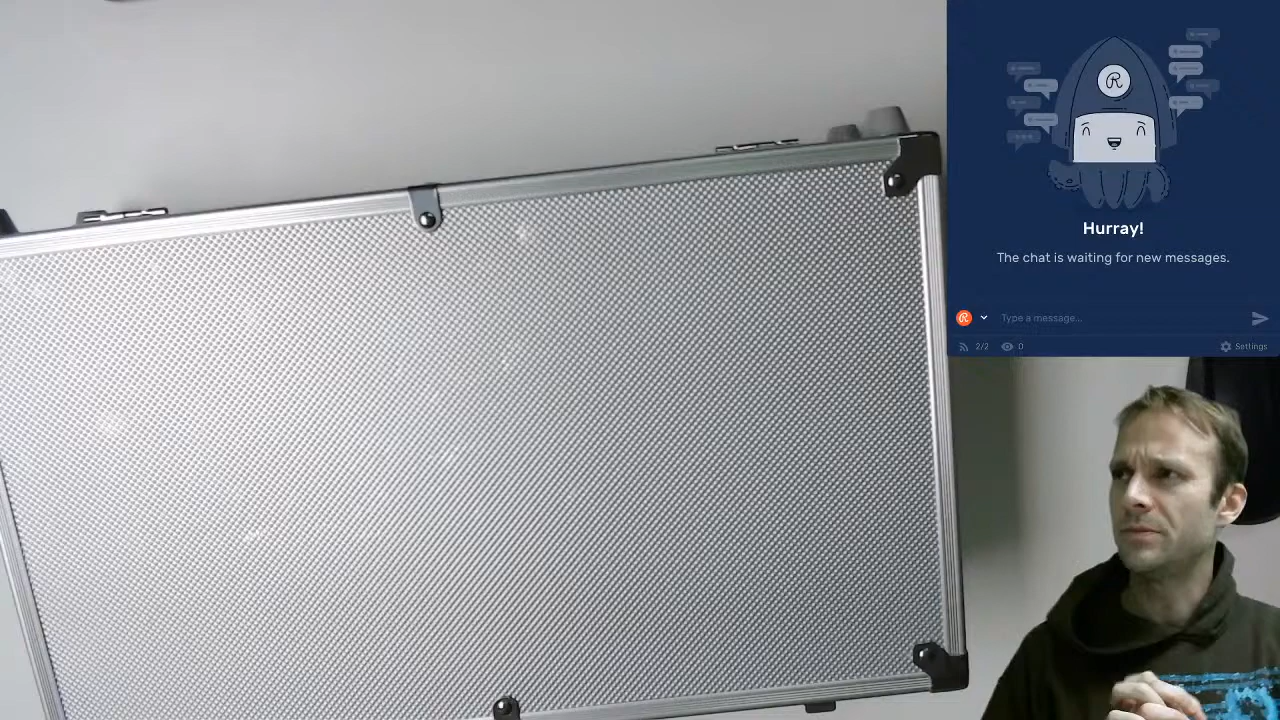 Hurray!
The chat is waiting for new messages.
Type a message...
2/2 0 Settings